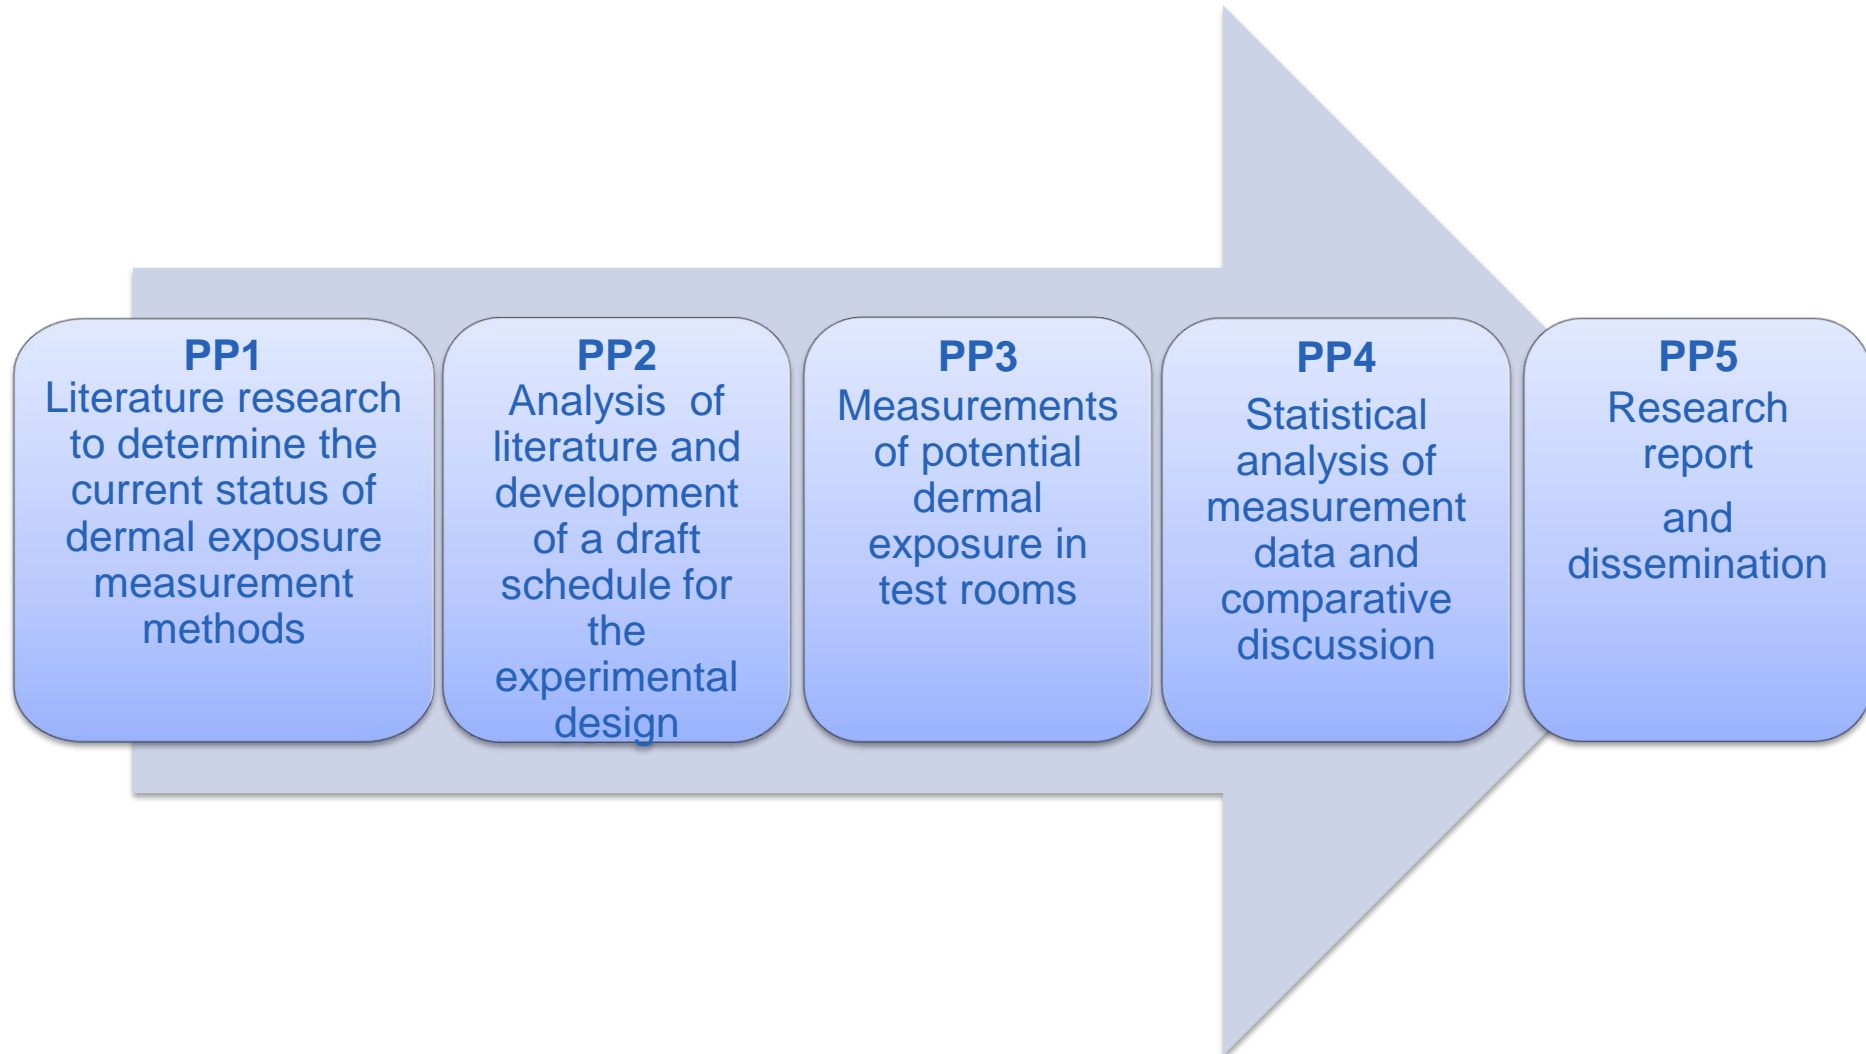 PP1
Literature research
to determine the
current status of
dermal exposure
measurement
methods
PP2
Analysis of
literature and
development
of a draft
schedule for
the
experimental
design
PP3
Measurements
of potential
dermal
exposure in
test rooms
PP4
Statistical
analysis of
measurement
data and
comparative
discussion
PP5
Research
report
and
dissemination